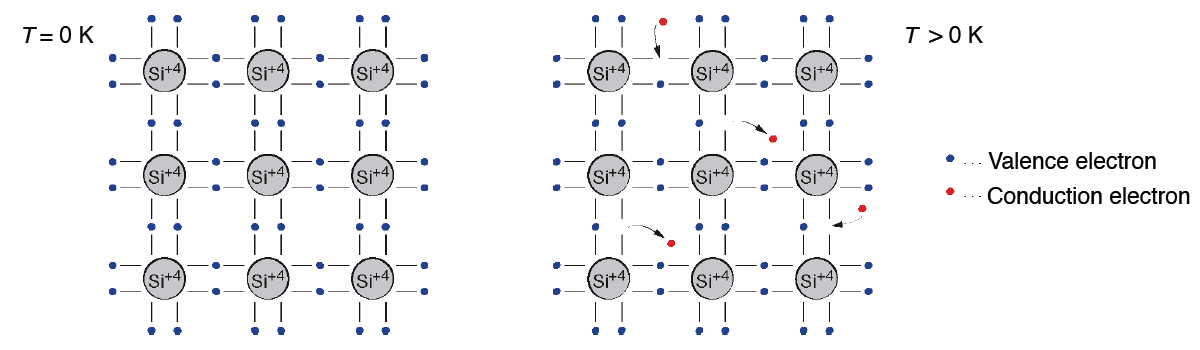 T = 0 K
T > 0 K
Si+4 Si+4 Si+4 Si+4 Si+4 Si+4
Si+4 Si+4 Si+4 Si+4 Si+4 Si+4
Si+4 Si+4 Si+4 Si+4 Si+4 Si+4
... Valence electron
... Conduction electron